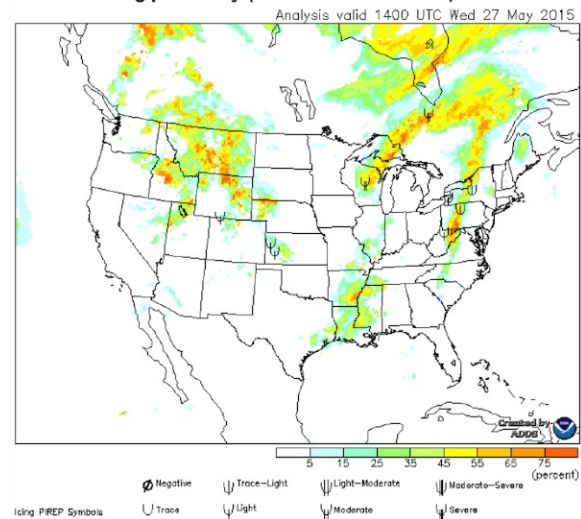 Analysis valid 1400 UTC Wed 27 May 2015
Created by
ADDS
5 15 25 35 45 55 65 75
(percent)
Negative Trace-Light Light-Moderate Moderate-Severe
Icing PIREP Symbols Trace Light Moderate Severe